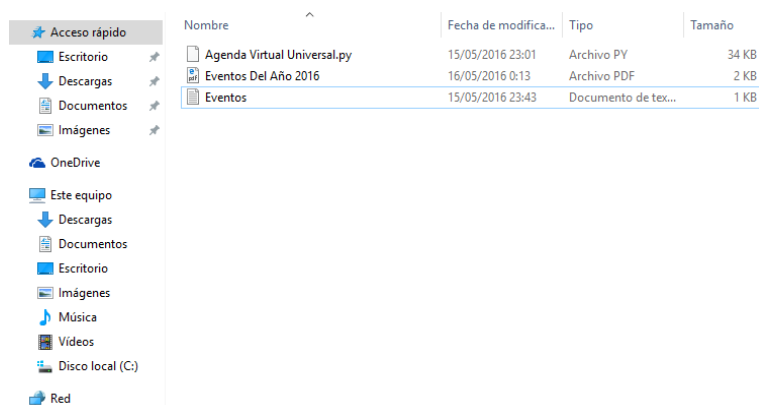 Acceso rápido
Escritorio
Descargas
Documentos
Imágenes
OneDrive
Este equipo
Descargas
Documentos
Escritorio
Imágenes
Música
Vídeos
Disco local (C:)
Red
Nombre Fecha de modifica... Tipo Tamaño
Agenda Virtual Universal.py 15/05/2016 23:01 Archivo PY 34 KB
Eventos Del Año 2016 16/05/2016 0:13 Archivo PDF 2 KB
Eventos 15/05/2016 23:43 Documento de tex... 1 KB